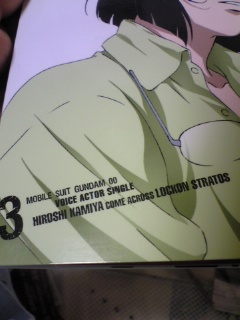 3
MOBILE SUIT GUNDAM 00
VOICE ACTOR SINGLE
HIROSHI KAMIYA COME ACROSS LOCKON STRATOS